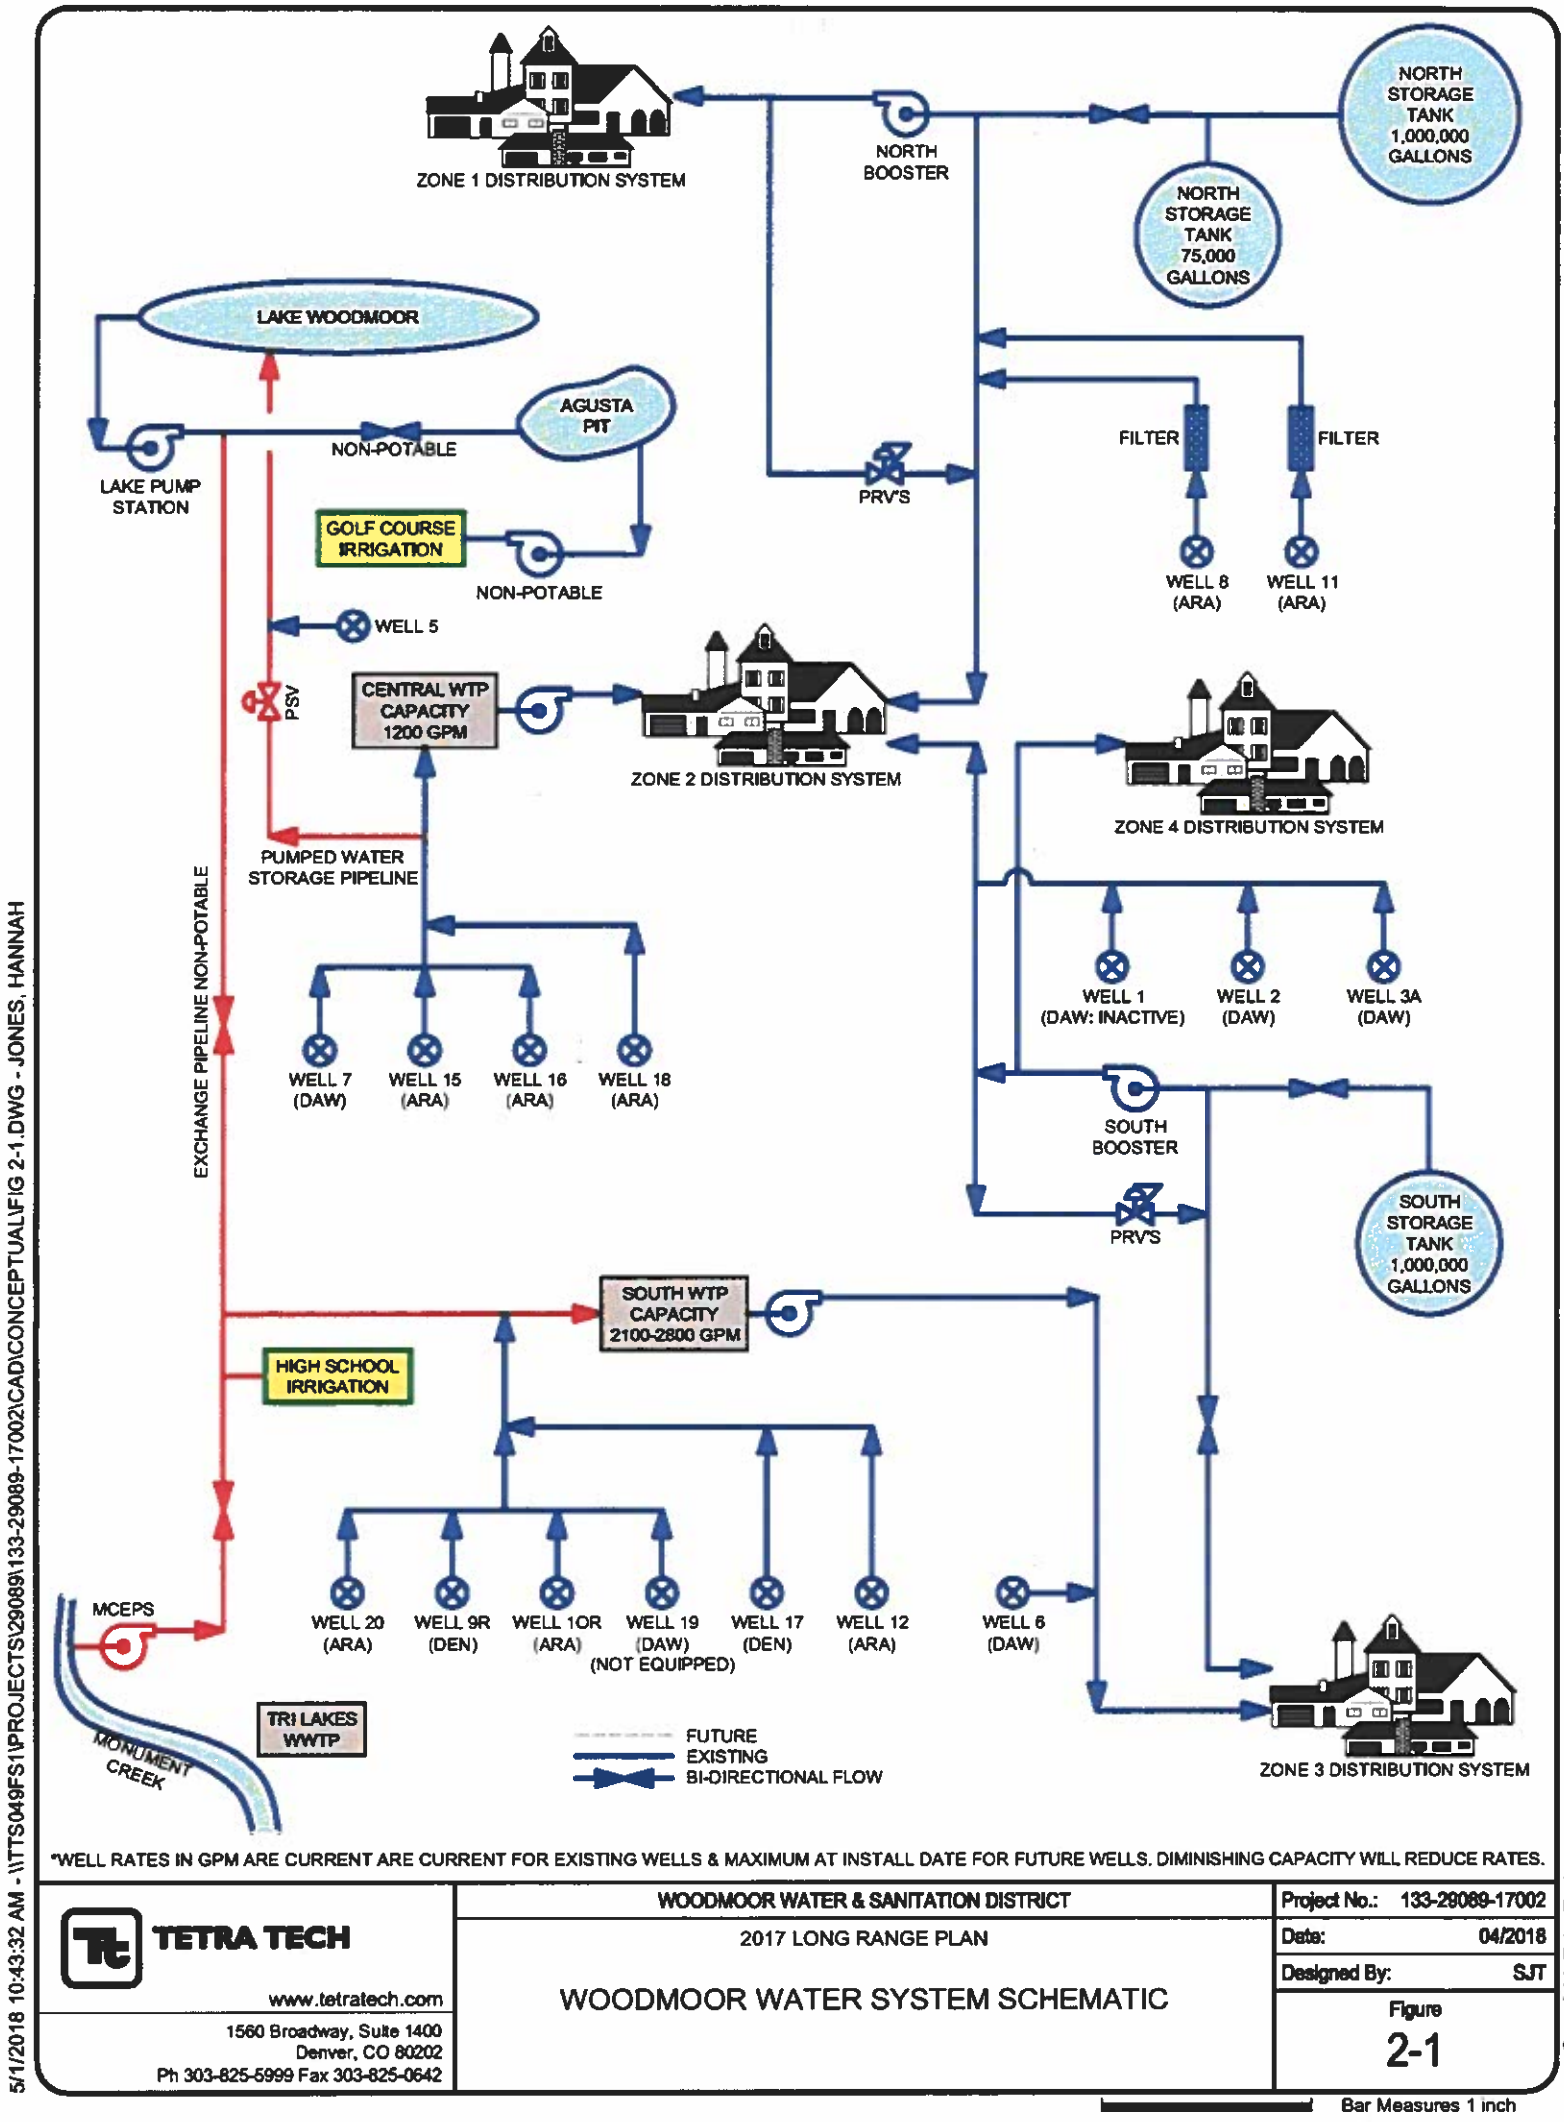 NORTH
STORAGE
TANK
1,000,000
GALLONS
NORTH
BOOSTER
ZONE 1 DISTRIBUTION SYSTEM
NORTH
STORAGE
TANK
75,000
GALLONS
LAKE WOODMOOR
AGUSTA
PIT
NON-POTABLE
LAKE PUMP
STATION
FILTER
FILTER
PRV'S
GOLF COURSE
IRRIGATION
NON-POTABLE
WELL 8
(ARA)
WELL 11
(ARA)
WELL 5
PSV
CENTRAL WTP
CAPACITY
1200 GPM
ZONE 2 DISTRIBUTION SYSTEM
ZONE 4 DISTRIBUTION SYSTEM
PUMPED WATER
STORAGE PIPELINE
EXCHANGE PIPELINE NON-POTABLE
WELL 1
(DAW: INACTIVE)
WELL 2
(DAW)
WELL 3A
(DAW)
WELL 7
(DAW)
WELL 15
(ARA)
WELL 16
(ARA)
WELL 18
(ARA)
SOUTH
BOOSTER
SOUTH
STORAGE
TANK
1,000,000
GALLONS
PRV'S
SOUTH WTP
CAPACITY
2100-2800 GPM
HIGH SCHOOL
IRRIGATION
WELL 20
(ARA)
WELL 9R
(DEN)
WELL 1OR
(ARA)
WELL 19
(DAW)
(NOT EQUIPPED)
WELL 17
(DEN)
WELL 12
(ARA)
WELL 6
(DAW)
MCEPS
MONUMENT
CREEK
TRI LAKES
WWTP
FUTURE
EXISTING
BI-DIRECTIONAL FLOW
ZONE 3 DISTRIBUTION SYSTEM
*WELL RATES IN GPM ARE CURRENT ARE CURRENT FOR EXISTING WELLS & MAXIMUM AT INSTALL DATE FOR FUTURE WELLS. DIMINISHING CAPACITY WILL REDUCE RATES.
Tt TETRA TECH
www.tetratech.com
1560 Broadway, Suite 1400
Denver, CO 80202
Ph 303-825-5999 Fax 303-825-0642
WOODMOOR WATER & SANITATION DISTRICT
2017 LONG RANGE PLAN
WOODMOOR WATER SYSTEM SCHEMATIC
Project No.: 133-29089-17002
Date: 04/2018
Designed By: SJT
Figure
2-1
Bar Measures 1 inch
5/1/2018 10:43:32 AM - \\TTS049FS1\PROJECTS\29089\133-29089-17002\CAD\CONCEPTUAL\FIG 2-1.DWG - JONES, HANNAH